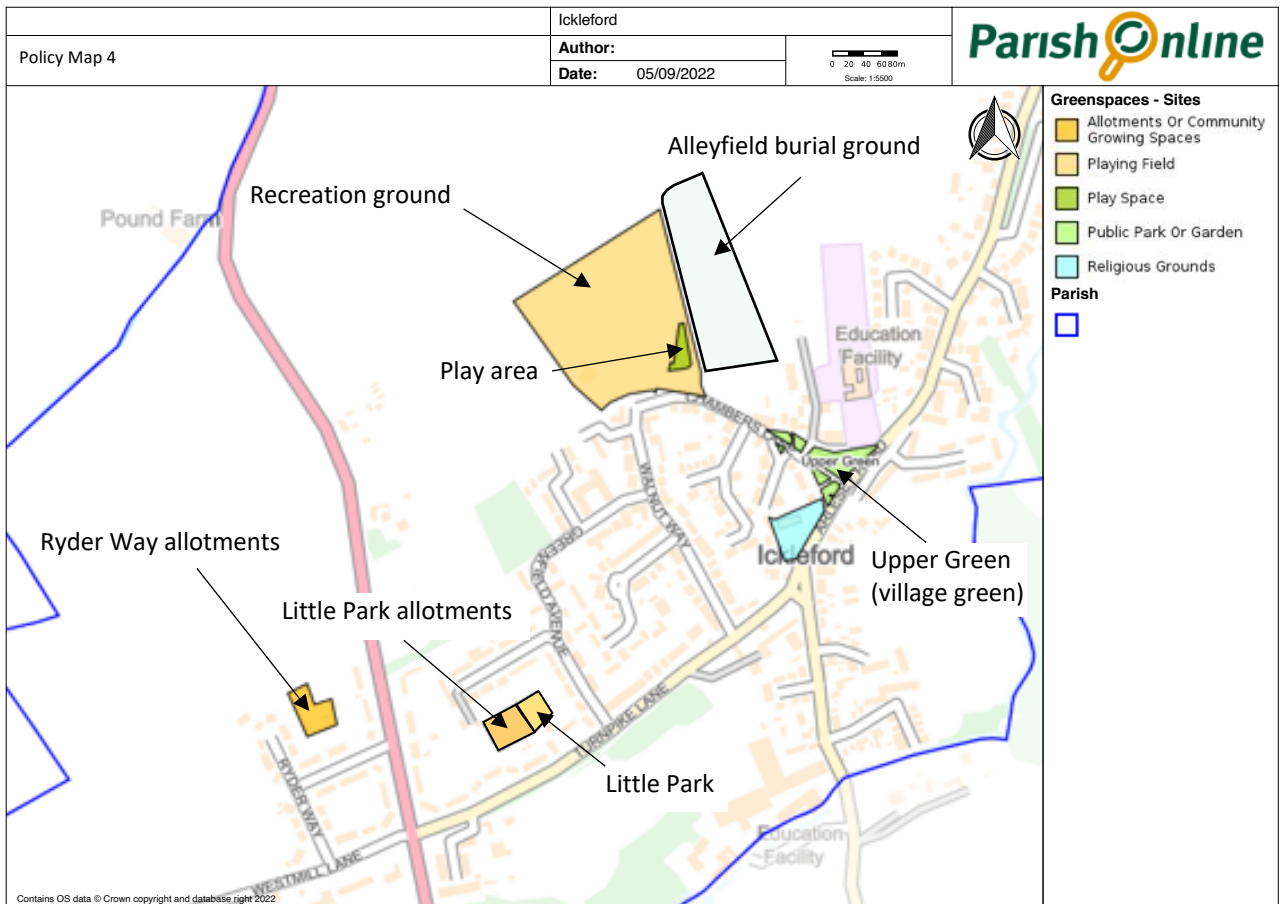 Policy Map 4
Ickleford
Author:
Date: 05/09/2022
0 20 40 60 80m
Scale: 1:5500
Parish Online
Greenspaces - Sites
Allotments Or Community
Growing Spaces
Playing Field
Play Space
Public Park Or Garden
Religious Grounds
Parish
Alleyfield burial ground
Recreation ground
Pound Farm
Education
Facility
Play area
CHAMBERS
Upper Green
WALNUT WAY
GREENFIELD AVENUE
Ryder Way allotments
Ickleford
Upper Green
(village green)
Little Park allotments
TURNPIKE LANE
Little Park
RYDER WAY
Education
Facility
WESTMILL LANE
Contains OS data © Crown copyright and database right 2022